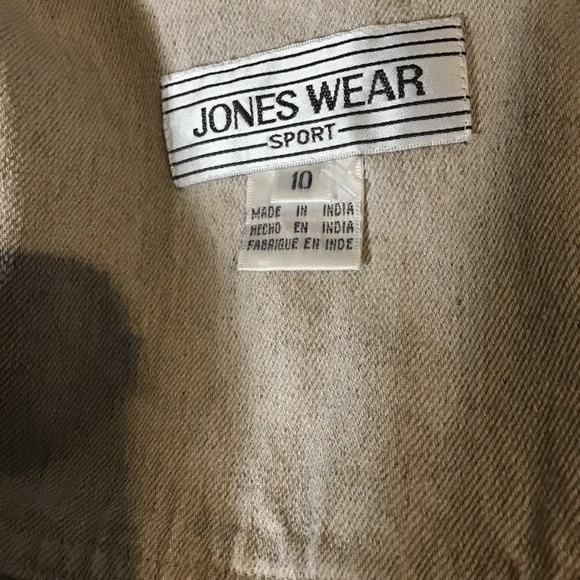 JONES WEAR
SPORT
10
MADE IN INDIA
HECHO EN INDIA
FABRIQUE EN INDE